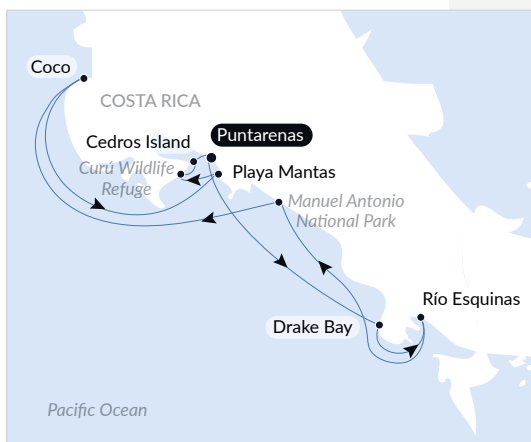 Coco
COSTA RICA
Puntarenas
Cedros Island
Curú Wildlife
Refuge
Playa Mantas
Manuel Antonio
National Park
Río Esquinas
Drake Bay
Pacific Ocean